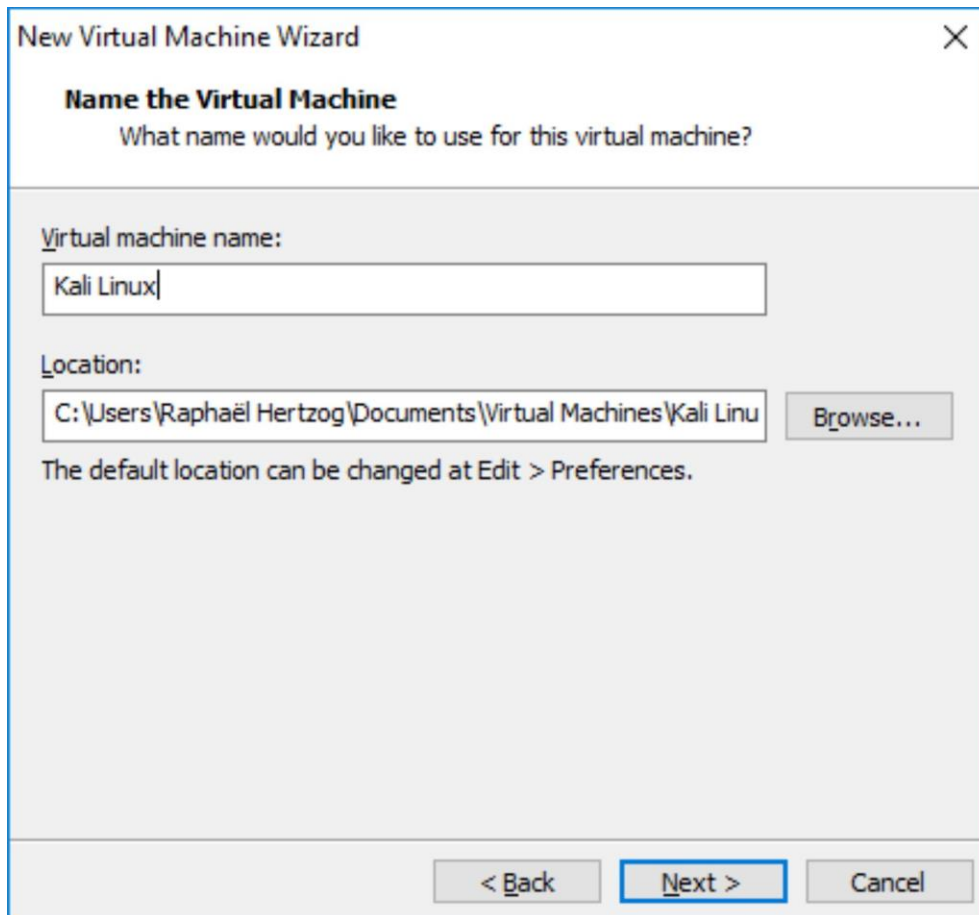 New Virtual Machine Wizard
Name the Virtual Machine
What name would you like to use for this virtual machine?
Virtual machine name:
Kali Linux
Location:
C:\Users\Raphaël Hertzog\Documents\Virtual Machines\Kali Linu
Browse...
The default location can be changed at Edit > Preferences.
< Back Next > Cancel